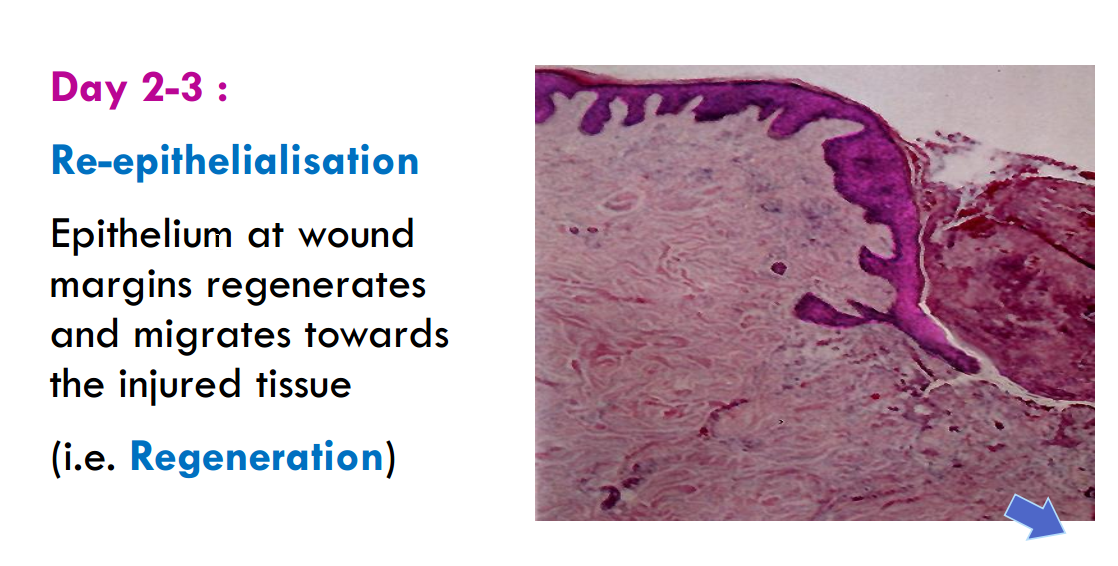 Day 2-3 :
Re-epithelialisation
Epithelium at wound
margins regenerates
and migrates towards
the injured tissue
(i.e. Regeneration)